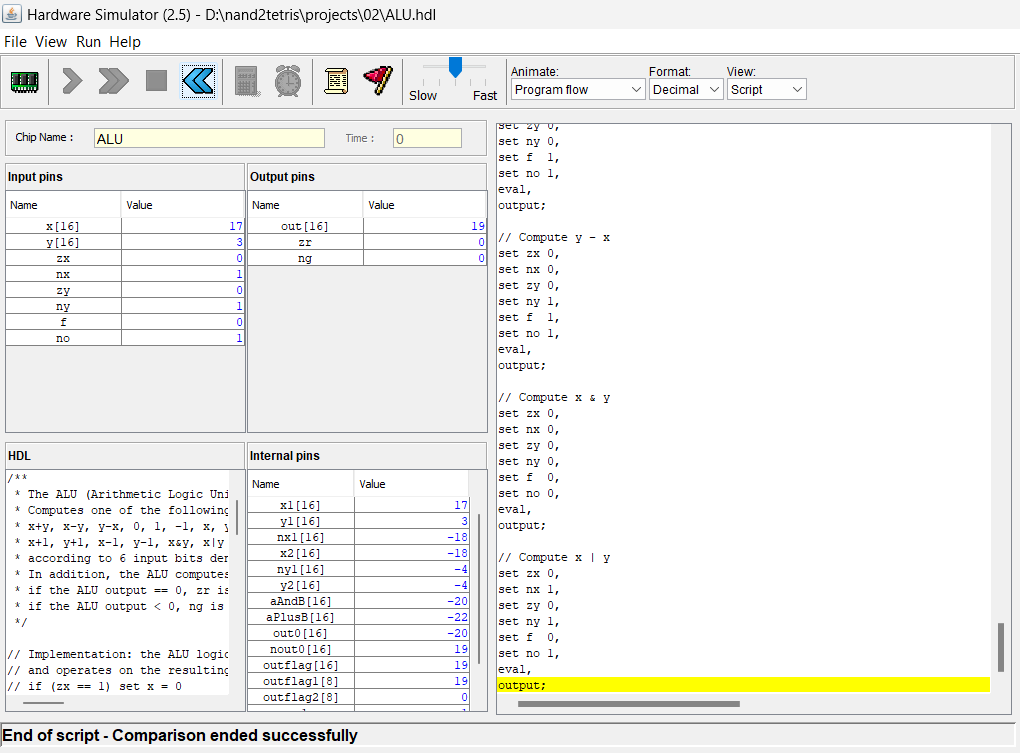 Hardware Simulator (2.5) - D:\nand2tetris\projects\02\ALU.hdl
File View Run Help
Slow Fast
Animate: Format: View:
Program flow Decimal Script
Chip Name : ALU Time : 0
Input pins
Name Value
x[16] 17
y[16] 3
zx 0
nx 1
zy 0
ny 1
f 0
no 1
Output pins
Name Value
out[16] 19
zr 0
ng 0
HDL
/**
* The ALU (Arithmetic Logic Uni
* Computes one of the following
* x+y, x-y, y-x, 0, 1, -1, x, y
* x+1, y+1, x-1, y-1, x&y, x|y
* according to 6 input bits den
* In addition, the ALU computes
* if the ALU output == 0, zr is
* if the ALU output < 0, ng is
*/
// Implementation: the ALU logic
// and operates on the resulting
// if (zx == 1) set x = 0
Internal pins
Name Value
x1[16] 17
y1[16] 3
nx1[16] -18
x2[16] -18
ny1[16] -4
y2[16] -4
aAndB[16] -20
aPlusB[16] -22
out0[16] -20
nout0[16] 19
outflag[16] 19
outflag1[8] 19
outflag2[8] 0
set zy 0,
set ny 0,
set f 1,
set no 1,
eval,
output;
// Compute y - x
set zx 0,
set nx 0,
set zy 0,
set ny 1,
set f 1,
set no 1,
eval,
output;
// Compute x & y
set zx 0,
set nx 0,
set zy 0,
set ny 0,
set f 0,
set no 0,
eval,
output;
// Compute x | y
set zx 0,
set nx 1,
set zy 0,
set ny 1,
set f 0,
set no 1,
eval,
output;
End of script - Comparison ended successfully